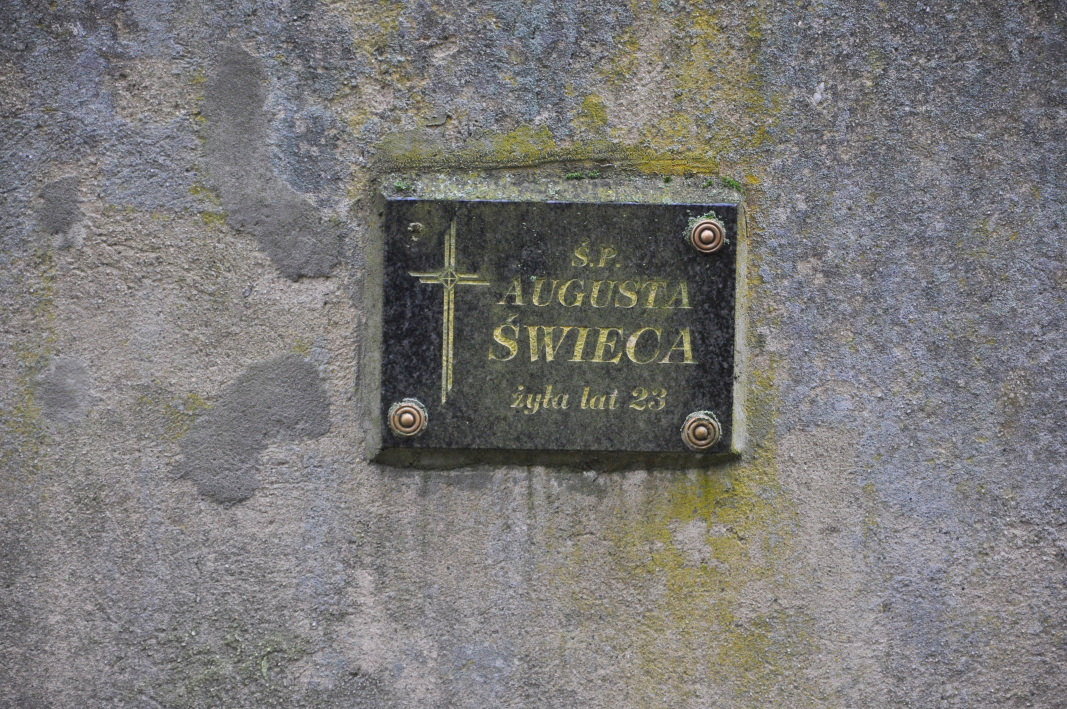 Ś.P.
AUGUSTA
ŚWIECA
żyła lat 23